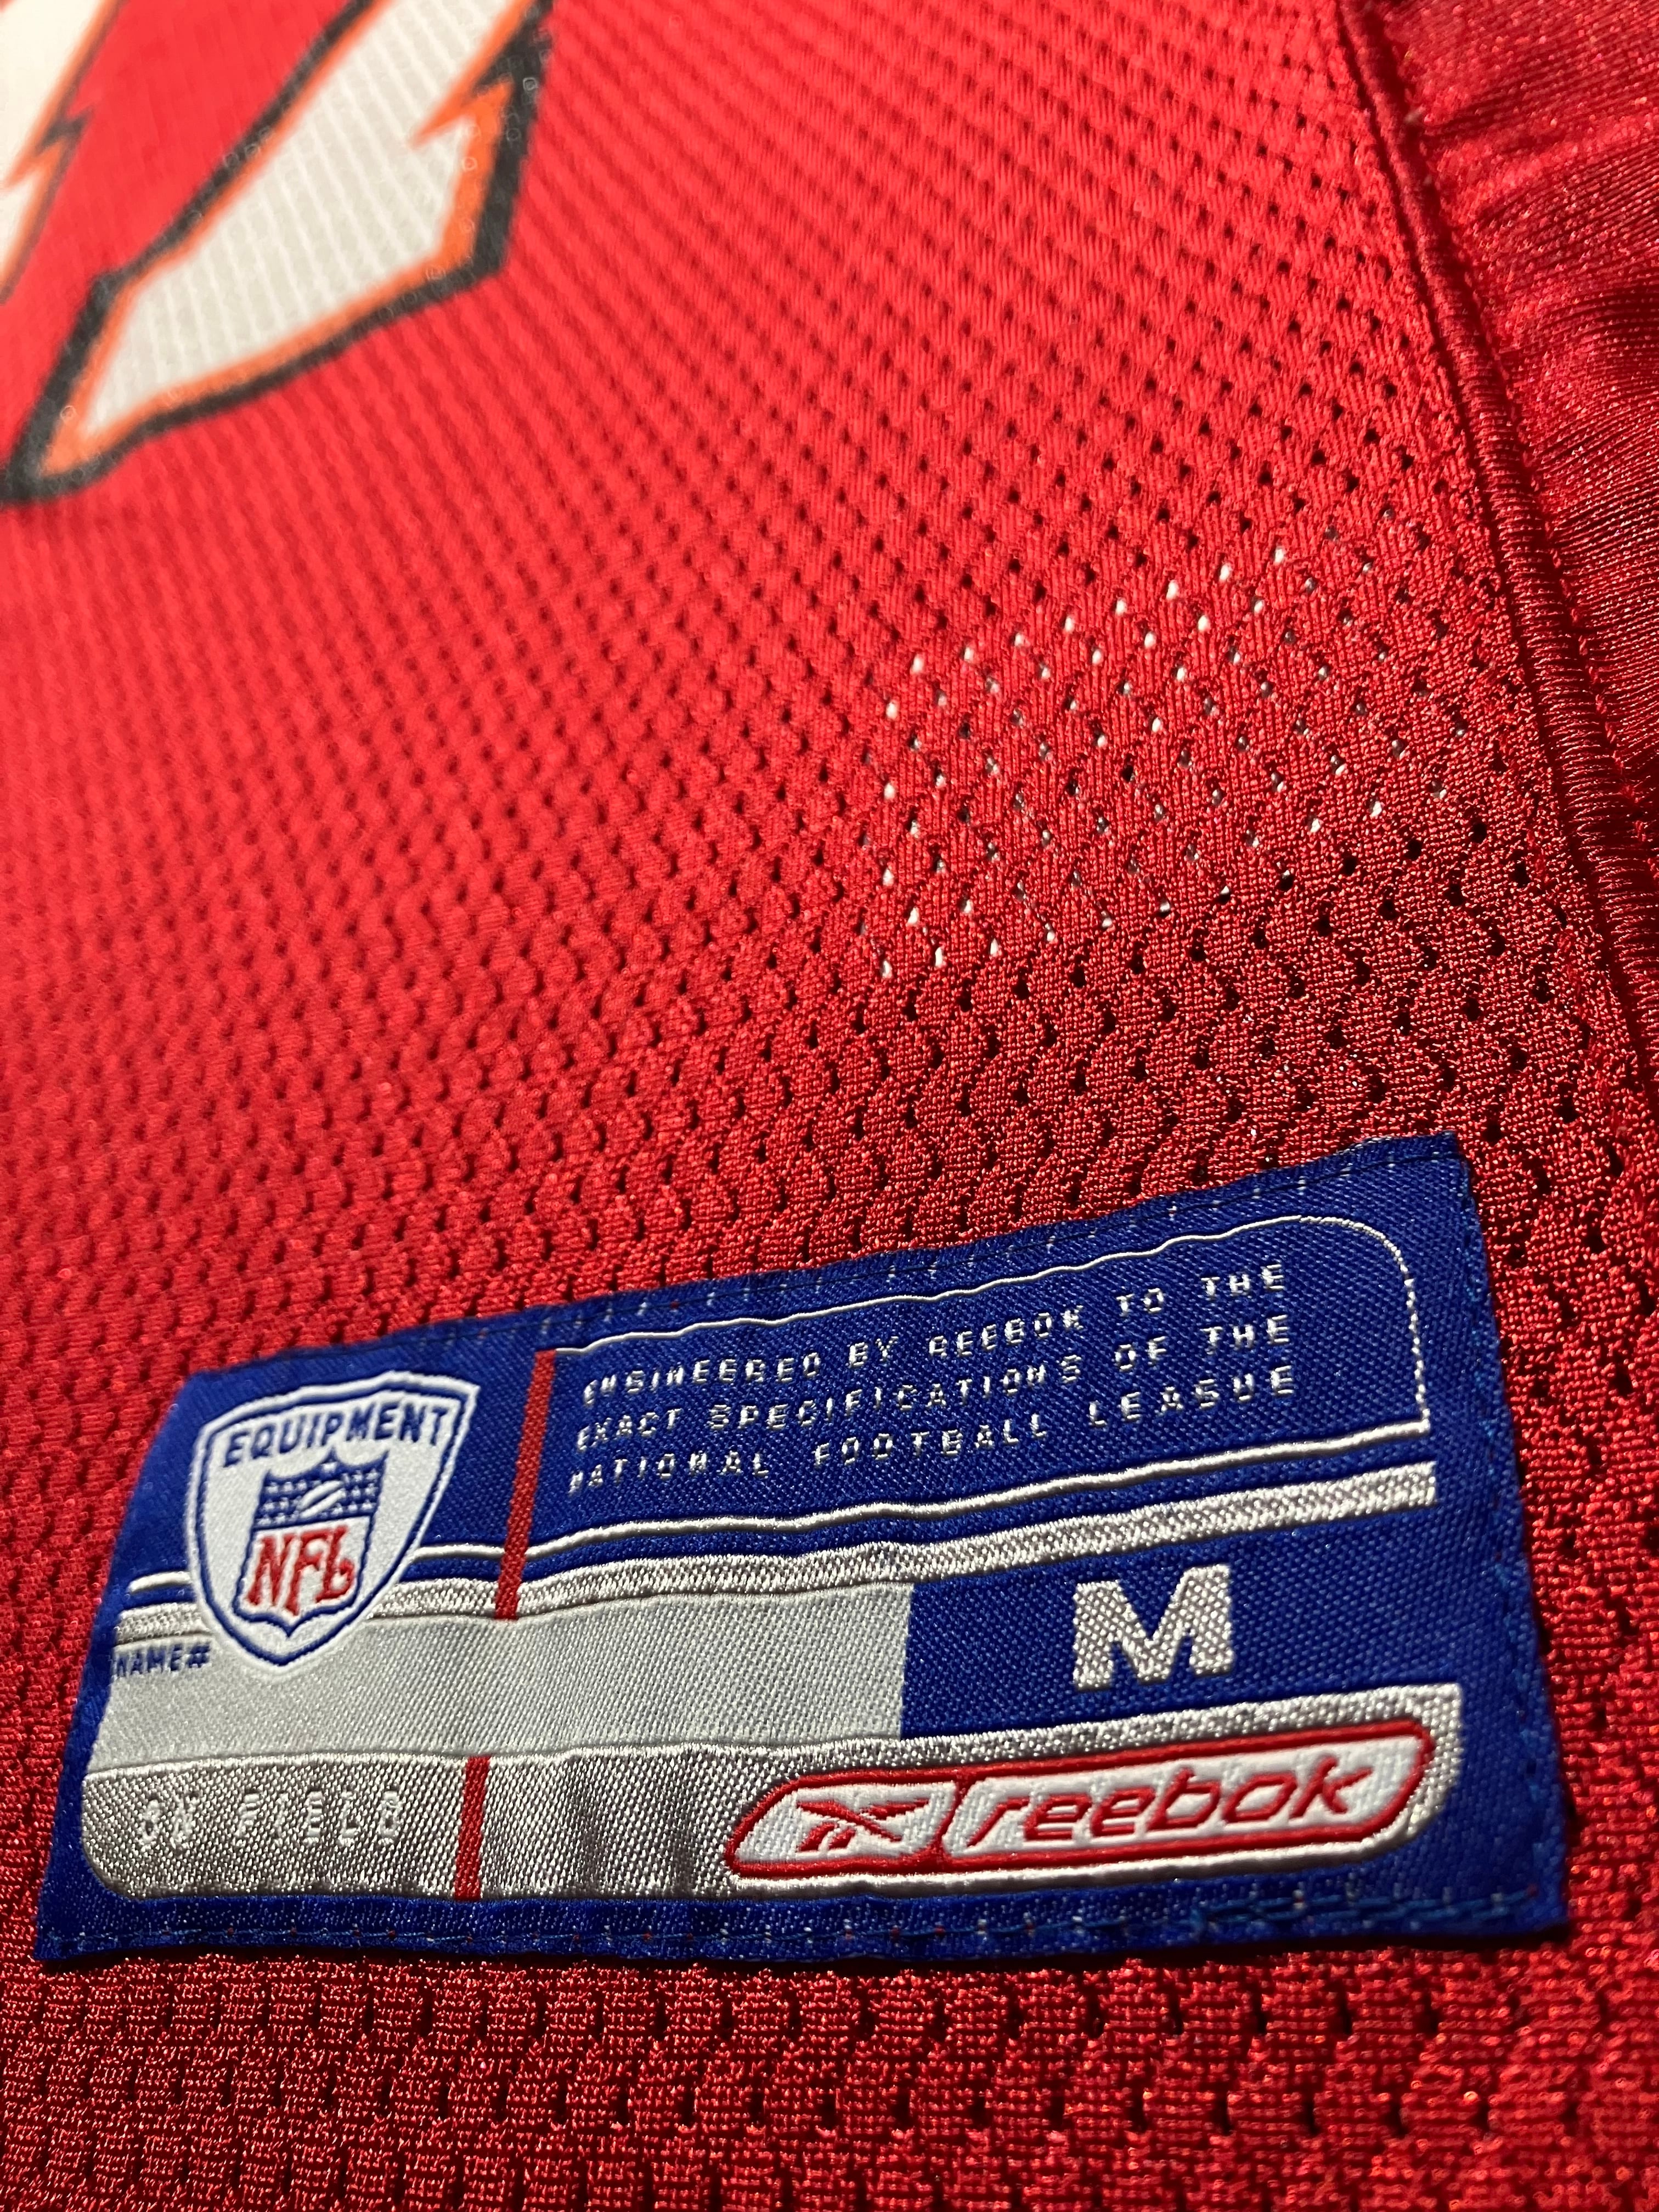 ENGINEERED BY REEBOK TO THE
EXACT SPECIFICATIONS OF THE
NATIONAL FOOTBALL LEAGUE
EQUIPMENT
NFL
NAME#
M
ON FIELD
Reebok